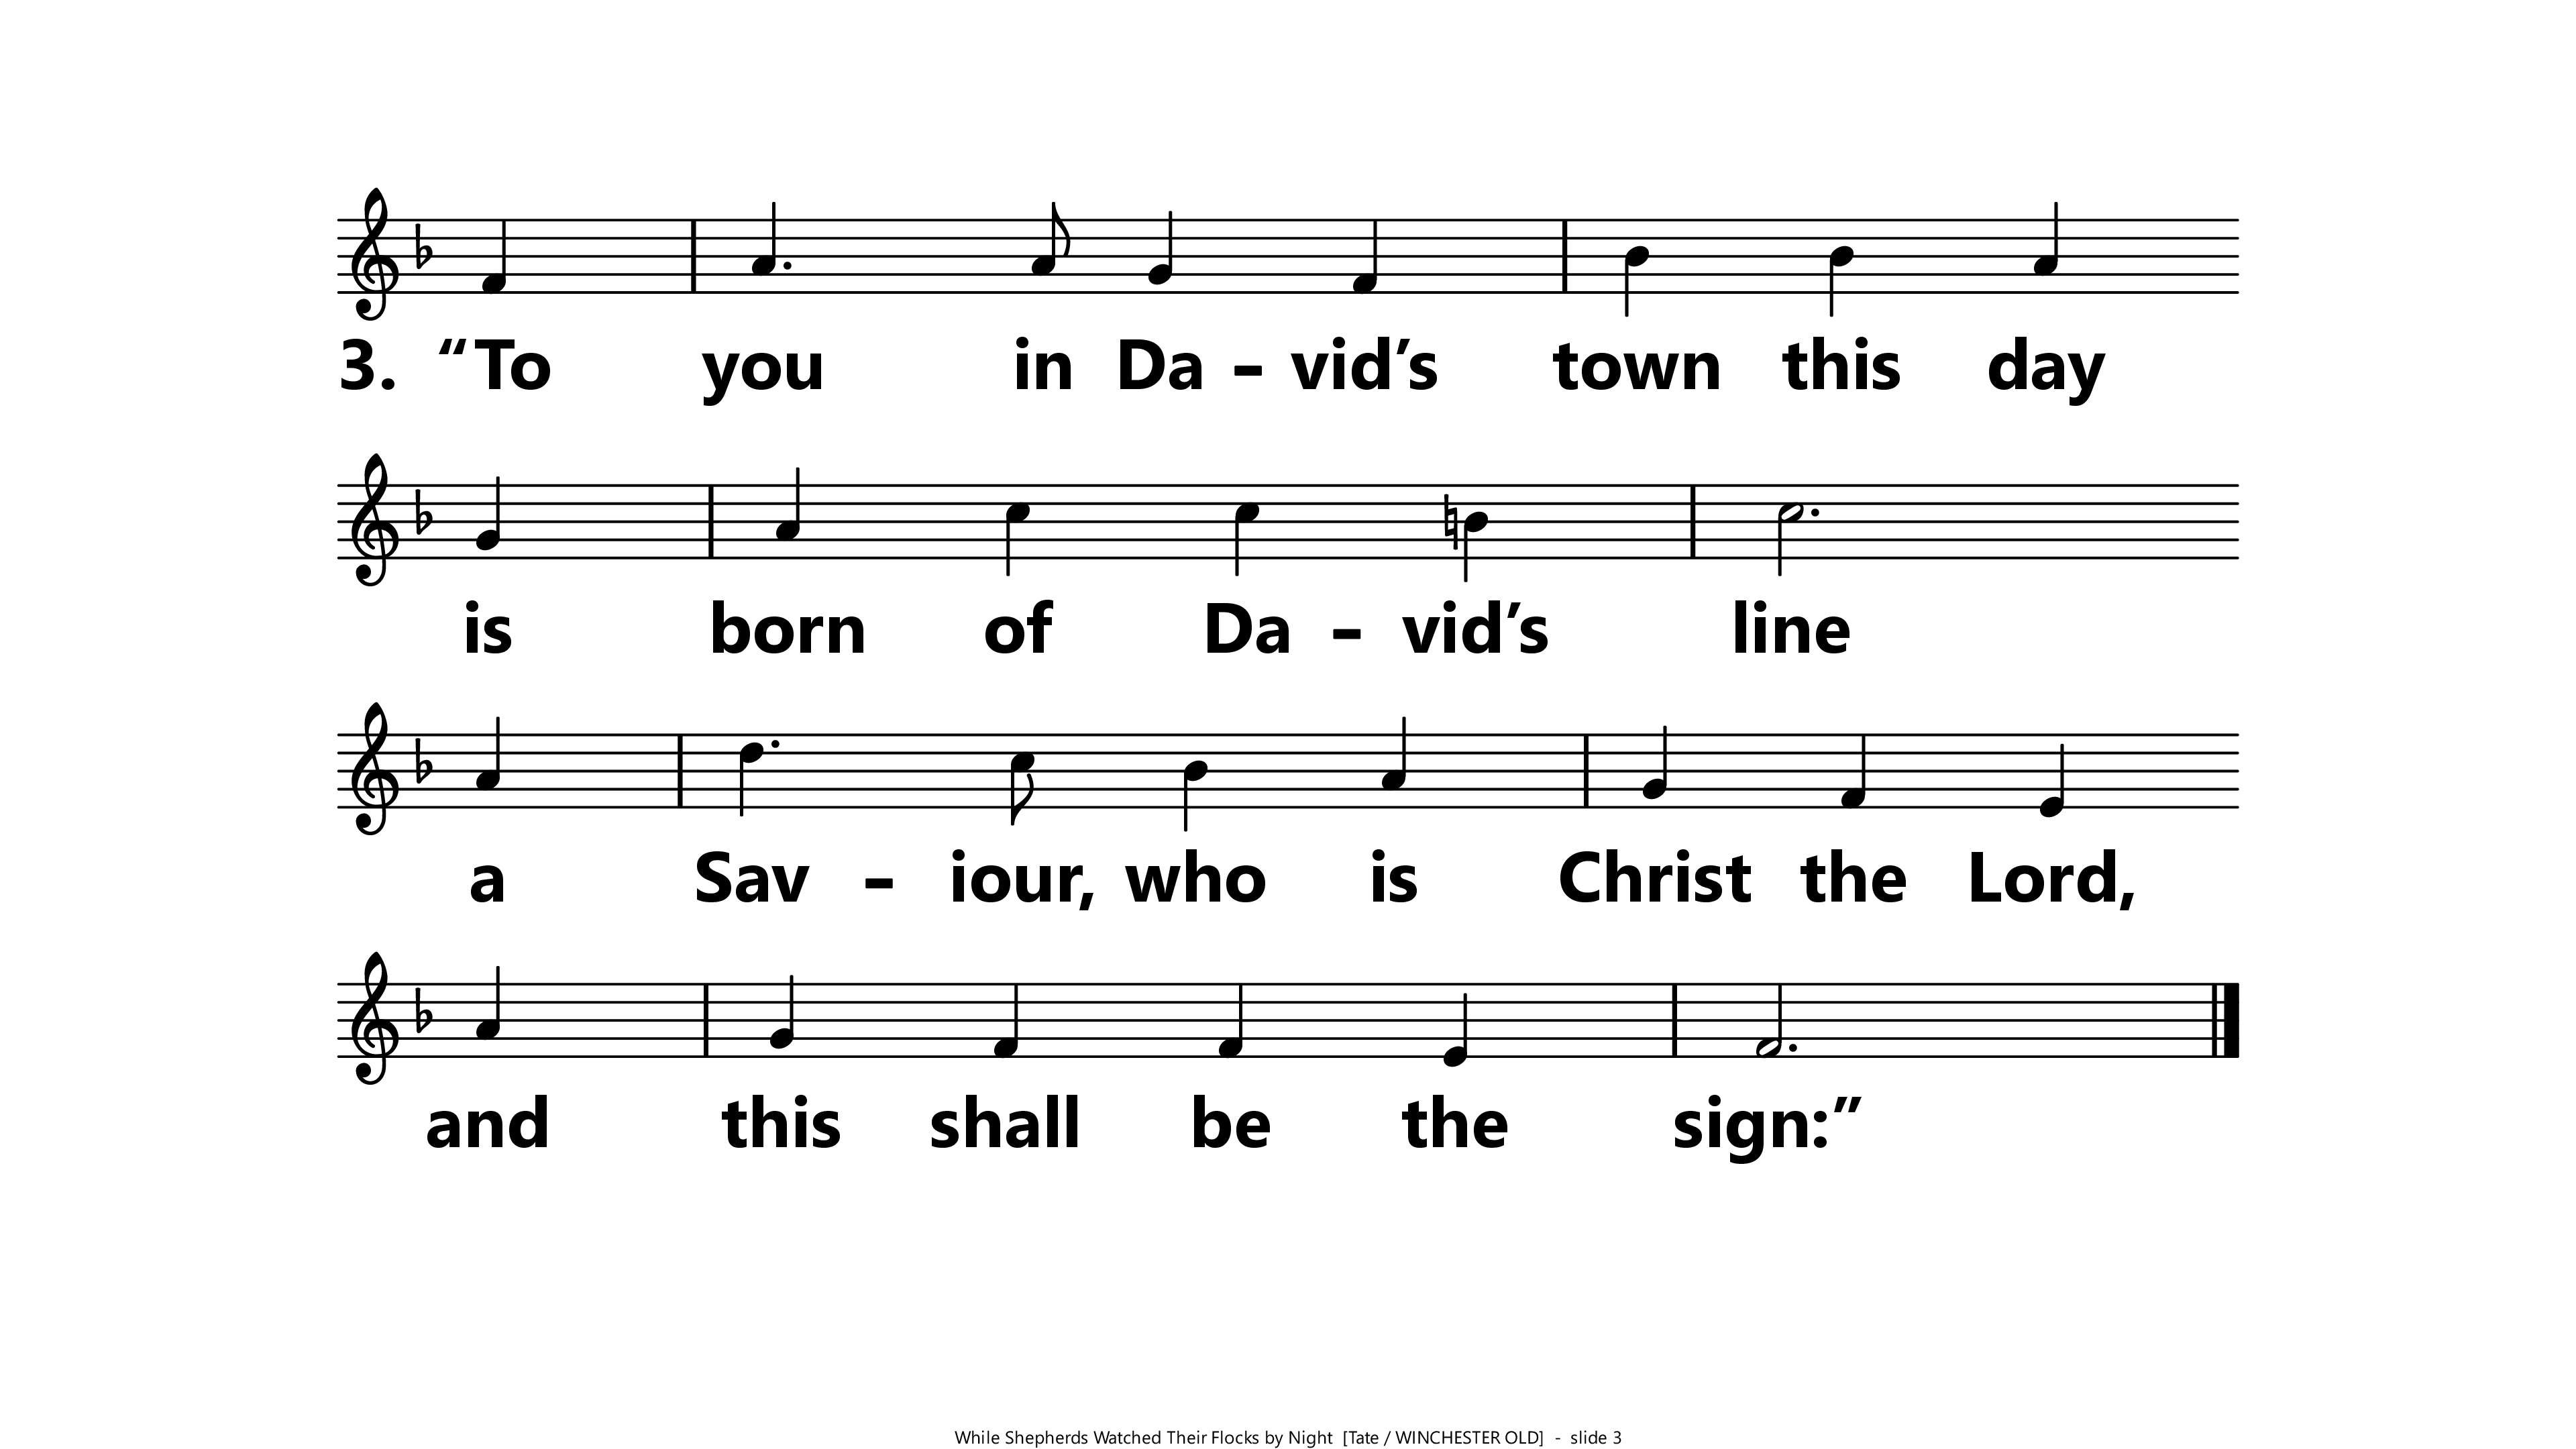 3. “To you in Da - vid’s town this day
is born of Da - vid’s line
a Sav - iour, who is Christ the Lord,
and this shall be the sign:”
While Shepherds Watched Their Flocks by Night [Tate / WINCHESTER OLD] - slide 3